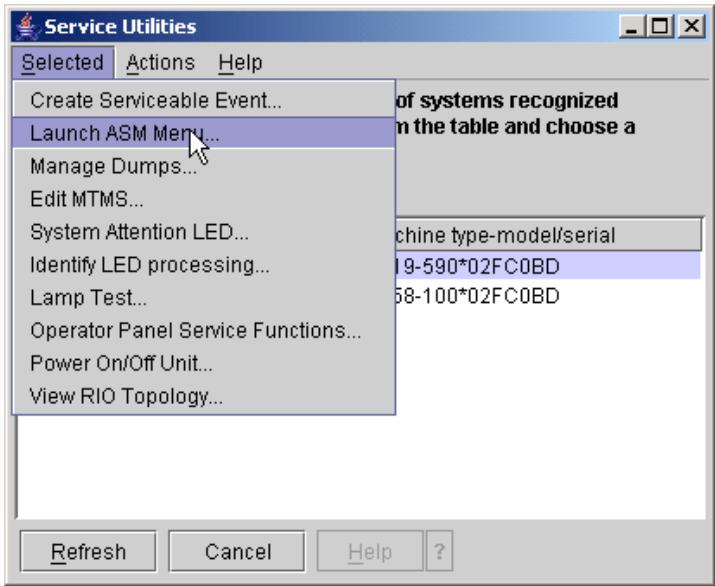 Service Utilities
Selected Actions Help
Create Serviceable Event...
Launch ASM Menu...
Manage Dumps...
Edit MTMS...
System Attention LED...
Identify LED processing...
Lamp Test...
Operator Panel Service Functions...
Power On/Off Unit...
View RIO Topology...
of systems recognized
the table and choose a
type-model/serial
19-590*02FC0BD
58-100*02FC0BD
Refresh Cancel Help ?